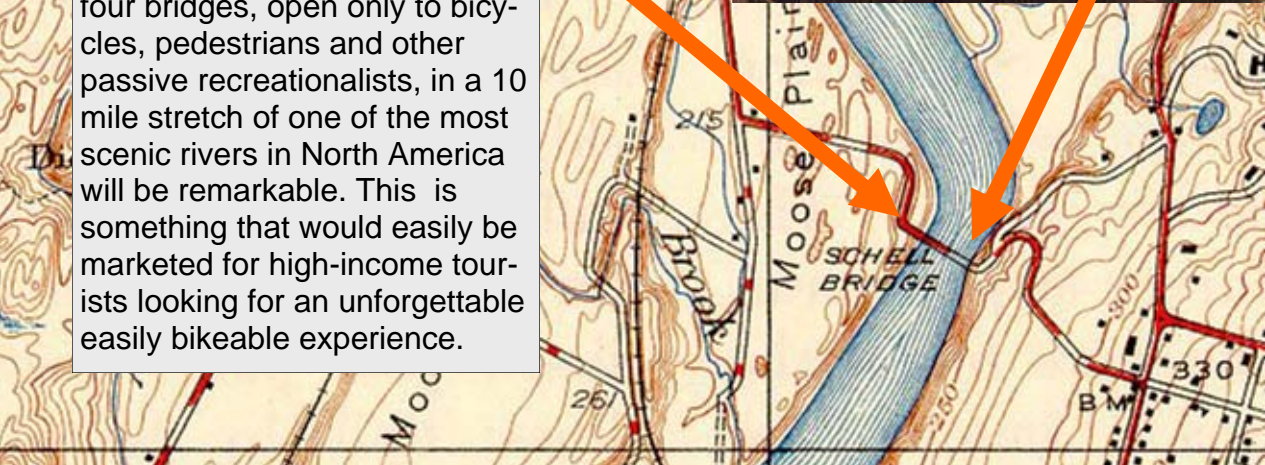 four bridges, open only to bicy-
cles, pedestrians and other
passive recreationalists, in a 10
mile stretch of one of the most
scenic rivers in North America
will be remarkable. This  is
something that would easily be
marketed for high-income tour-
ists looking for an unforgettable
easily bikeable experience.
215
Moose Plain
Brook
SCHELL
BRIDGE
300
330
BM
250
261
Moo
Di
H